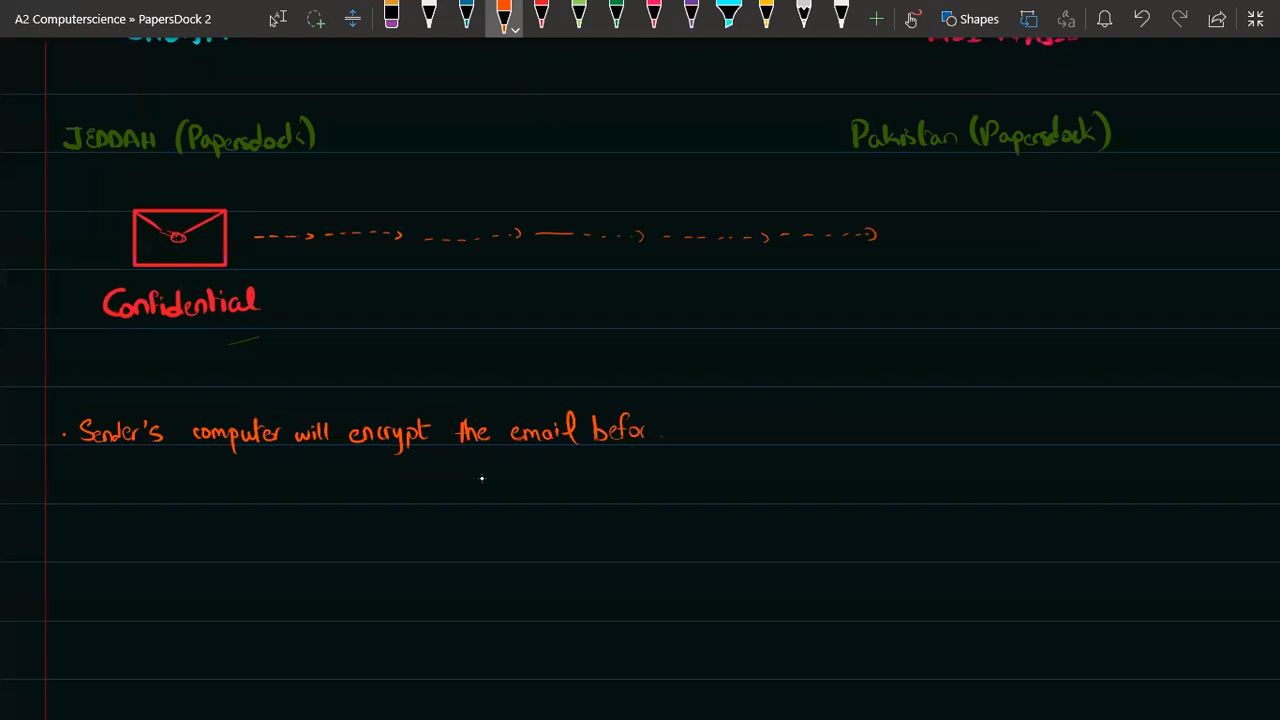 A2 Computerscience » PapersDock 2
Shapes
JEDDAH (Papersdock)
Pakistan (Papersdock)
Confidential
. Sender's computer will encrypt the email befor